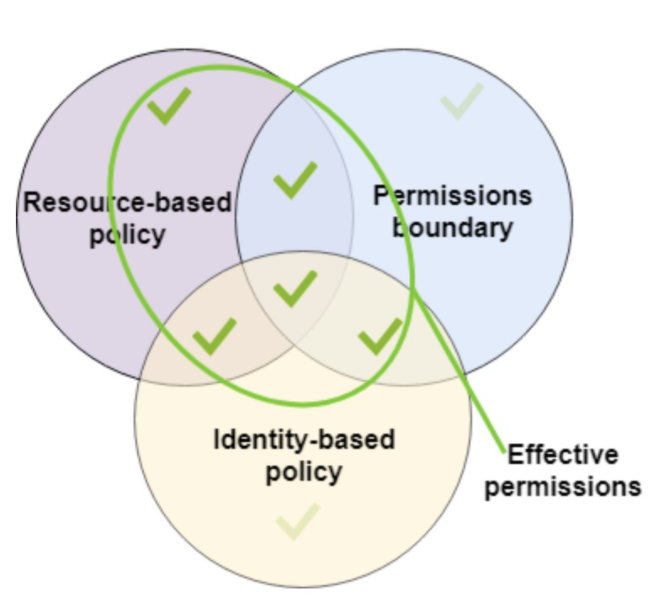 Resource-based
policy
Permissions
boundary
Identity-based
policy
Effective
permissions